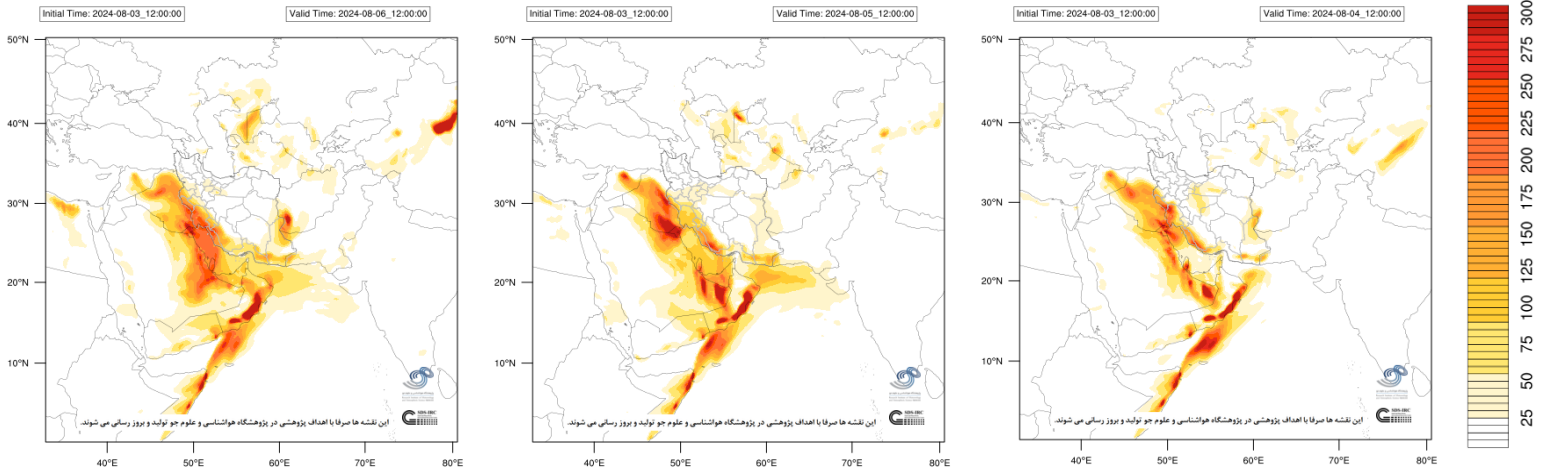 Initial Time: 2024-08-03_12:00:00
Valid Time: 2024-08-06_12:00:00
50°N
40°N
30°N
20°N
10°N
40°E
50°E
60°E
70°E
80°E
این نقشه ها صرفا با اهداف پژوهشی در پژوهشگاه هواشناسی و علوم جو تولید و بروز رسانی می شوند.
Initial Time: 2024-08-03_12:00:00
Valid Time: 2024-08-05_12:00:00
50°N
40°N
30°N
20°N
10°N
40°E
50°E
60°E
70°E
80°E
این نقشه ها صرفا با اهداف پژوهشی در پژوهشگاه هواشناسی و علوم جو تولید و بروز رسانی می شوند.
Initial Time: 2024-08-03_12:00:00
Valid Time: 2024-08-04_12:00:00
50°N
40°N
30°N
20°N
10°N
40°E
50°E
60°E
70°E
80°E
این نقشه ها صرفا با اهداف پژوهشی در پژوهشگاه هواشناسی و علوم جو تولید و بروز رسانی می شوند.
300
275
250
225
200
175
150
125
100
75
50
25